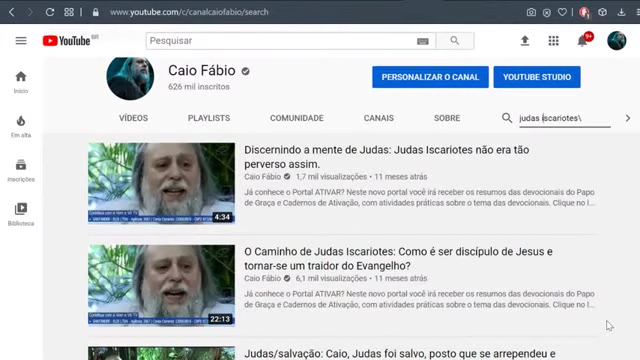 www.youtube.com/c/canalcaiofabio/search
YouTube BR
Pesquisar
9+
Início
Em alta
Inscrições
Biblioteca
Caio Fábio
626 mil inscritos
PERSONALIZAR O CANAL
YOUTUBE STUDIO
VÍDEOS
PLAYLISTS
COMUNIDADE
CANAIS
SOBRE
judas iscariotes\
4:34
Discernindo a mente de Judas: Judas Iscariotes não era tão
perverso assim.
Caio Fábio
1,7 mil visualizações • 11 meses atrás
Já conhece o Portal ATIVAR? Neste novo portal você irá receber os resumos das devocionais do Papo
de Graça e Cadernos de Ativação, com atividades práticas sobre o tema das devocionais. Clique no l...
22:13
O Caminho de Judas Iscariotes: Como é ser discípulo de Jesus e
tornar-se um traidor do Evangelho?
Caio Fábio
6,1 mil visualizações • 11 meses atrás
Já conhece o Portal ATIVAR? Neste novo portal você irá receber os resumos das devocionais do Papo
de Graça e Cadernos de Ativação, com atividades práticas sobre o tema das devocionais. Clique no l...
Judas/salvação: Caio, Judas foi salvo, posto que se arrependeu e